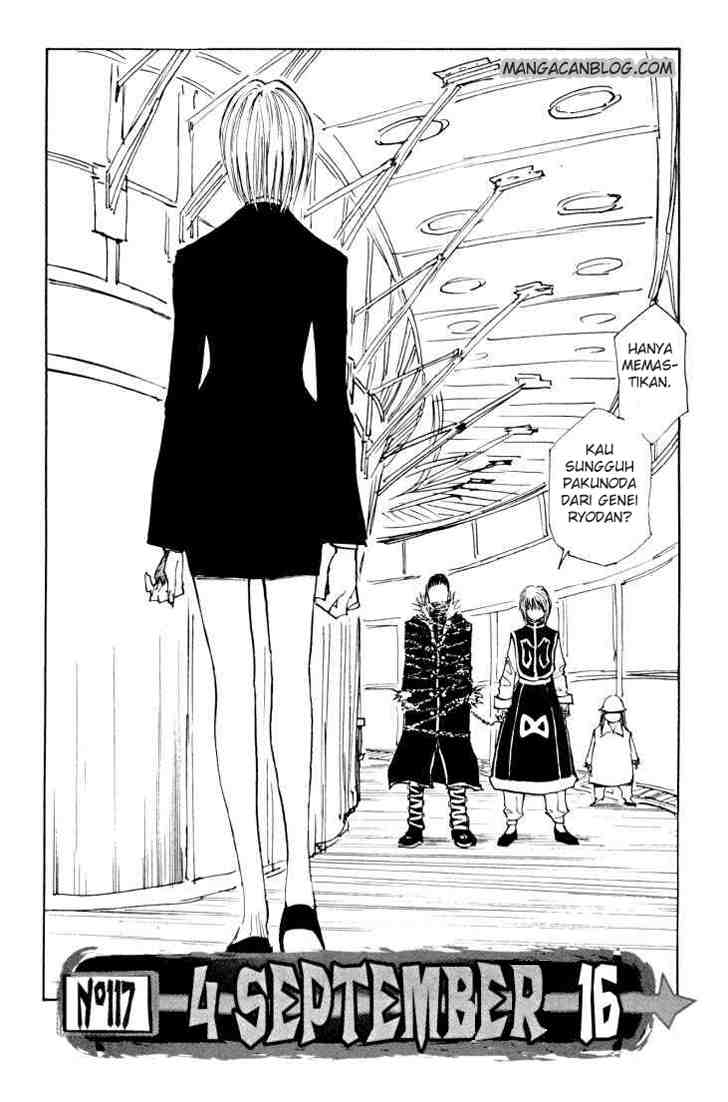 MANGACANBLOG.COM
HANYA
MEMAS-
TIKAN.
KAU
SUNGGUH
PAKUNODA
DARI GENEI
RYODAN?
Nº117
4 SEPTEMBER 16